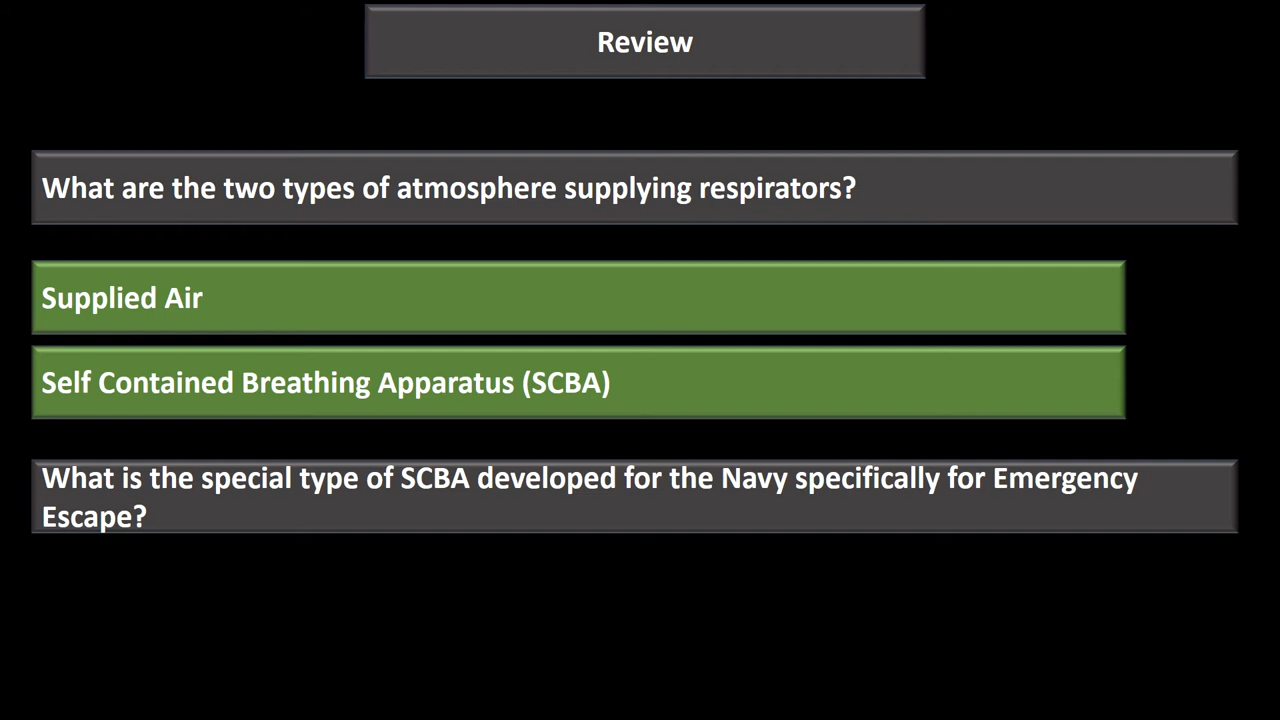 Review
What are the two types of atmosphere supplying respirators?
Supplied Air
Self Contained Breathing Apparatus (SCBA)
What is the special type of SCBA developed for the Navy specifically for Emergency
Escape?